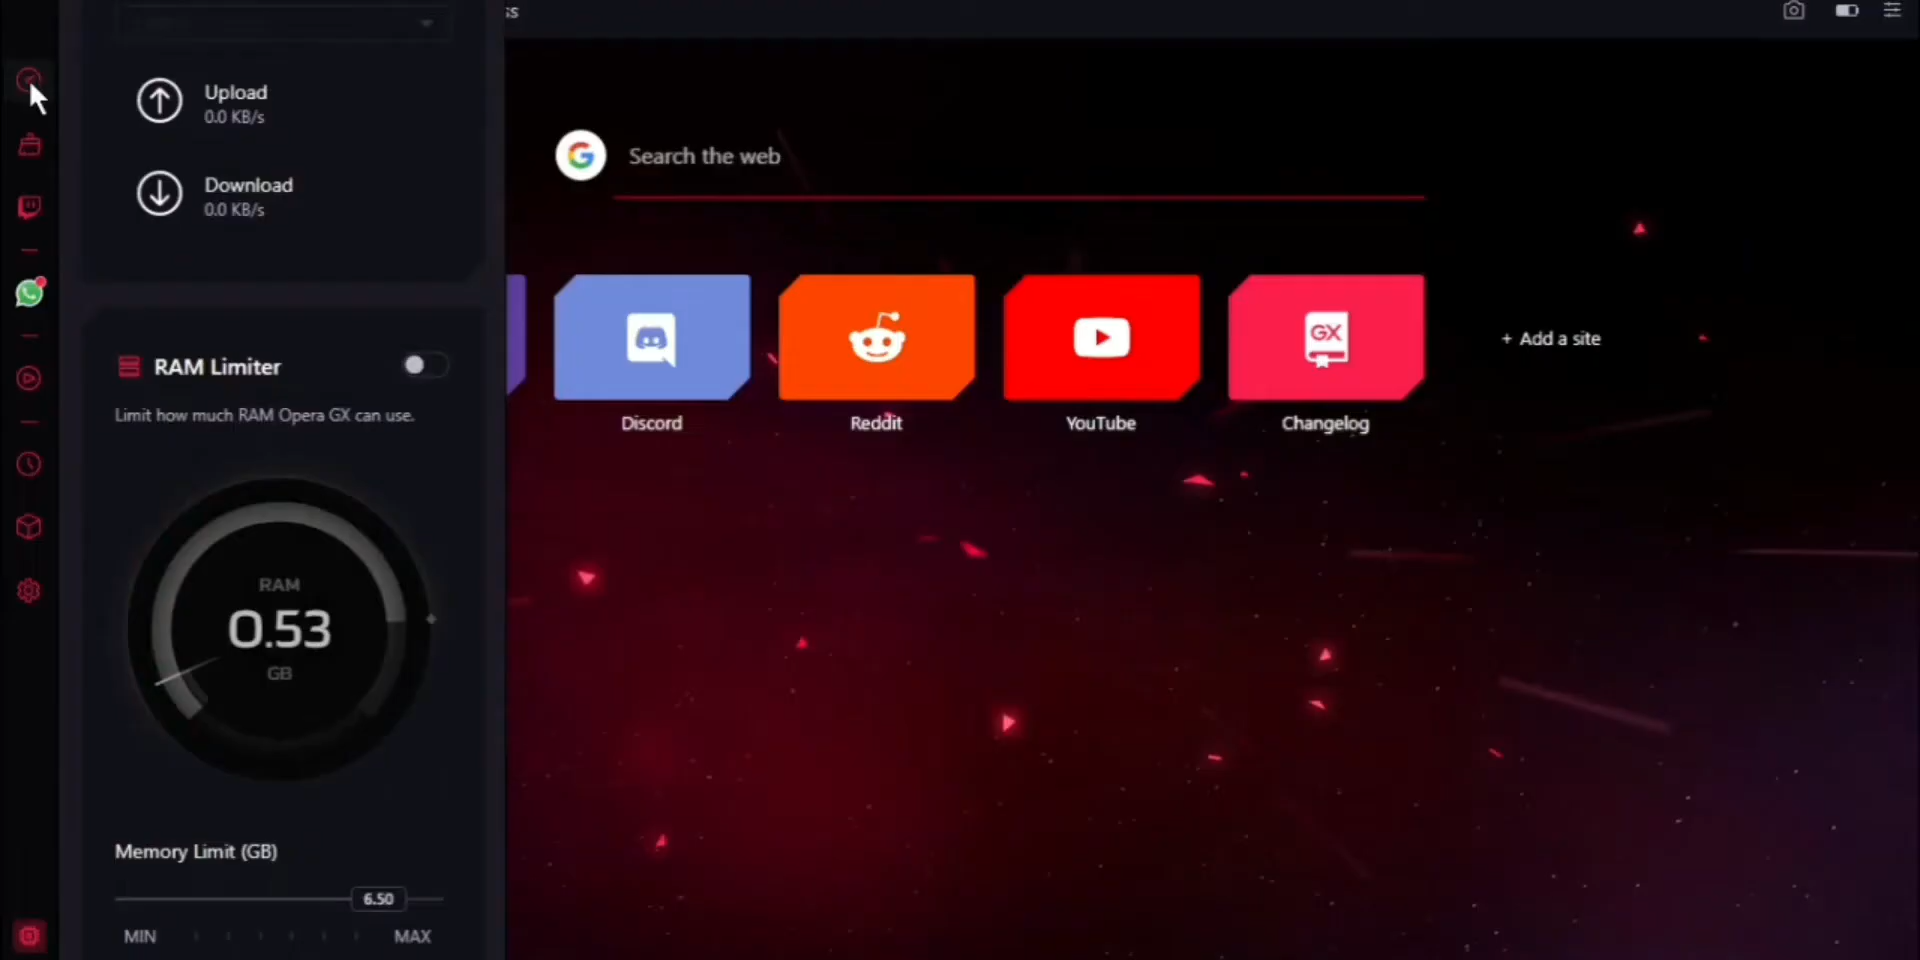 ss
Upload
0.0 KB/s
Download
0.0 KB/s
Search the web
GX
Discord
Reddit
YouTube
Changelog
+ Add a site
RAM Limiter
Limit how much RAM Opera GX can use.
RAM
0.53
GB
Memory Limit (GB)
6.50
MIN
MAX